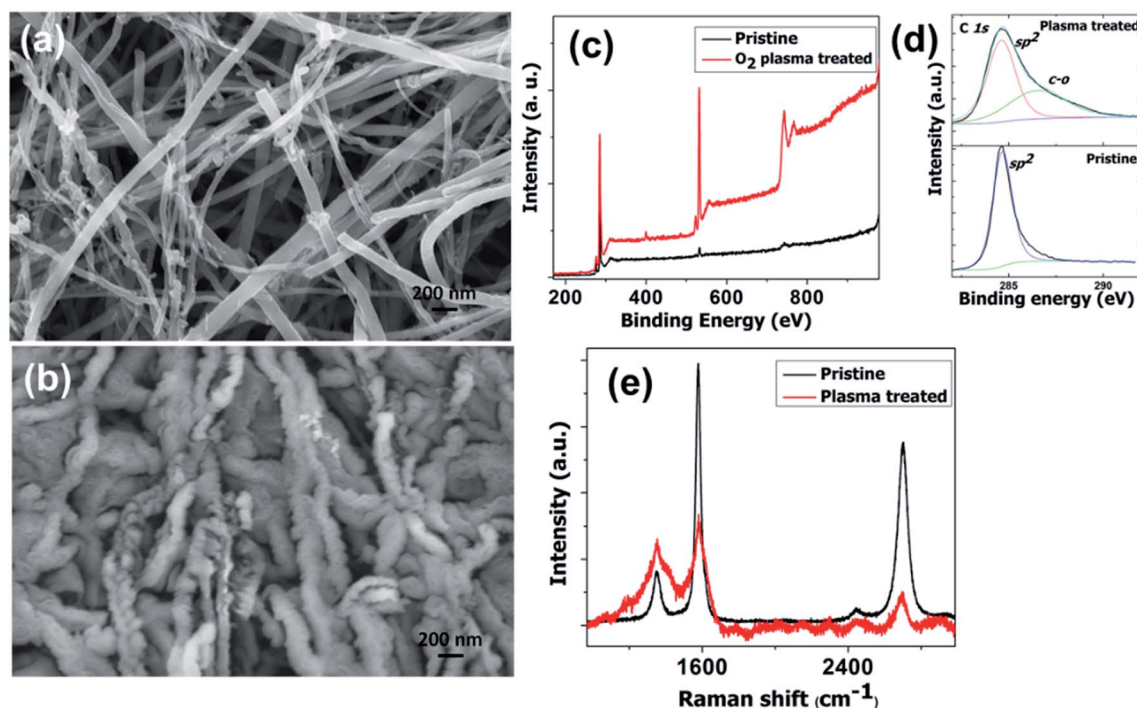 (a)
200 nm
(b)
200 nm
(c)
Pristine
O2 plasma treated
Intensity (a. u.)
200 400 600 800
Binding Energy (eV)
(d)
C 1s Plasma treated
sp2
c-o
Pristine
sp2
Intensity (a.u.)
285 290
Binding energy (eV)
(e)
Pristine
Plasma treated
Intensity (a.u.)
1600 2400
Raman shift (cm-1)